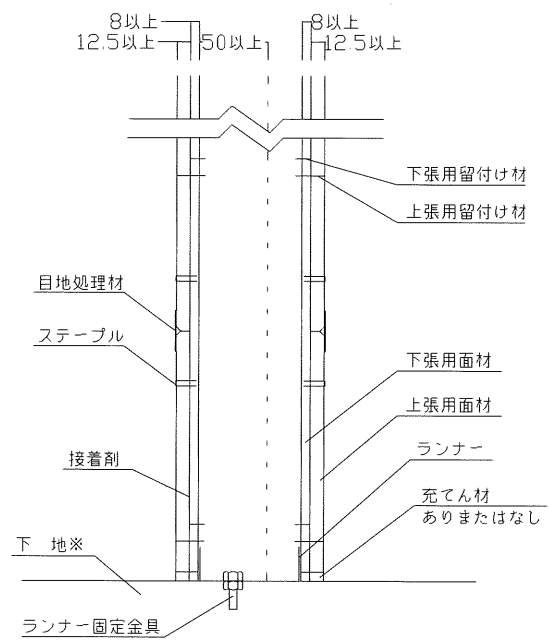 8以上
8以上
12.5以上
50以上
12.5以上
下張用留付け材
上張用留付け材
目地処理材
ステープル
下張用面材
上張用面材
ランナー
接着剤
充てん材
ありまたはなし
下 地※
ランナー固定金具